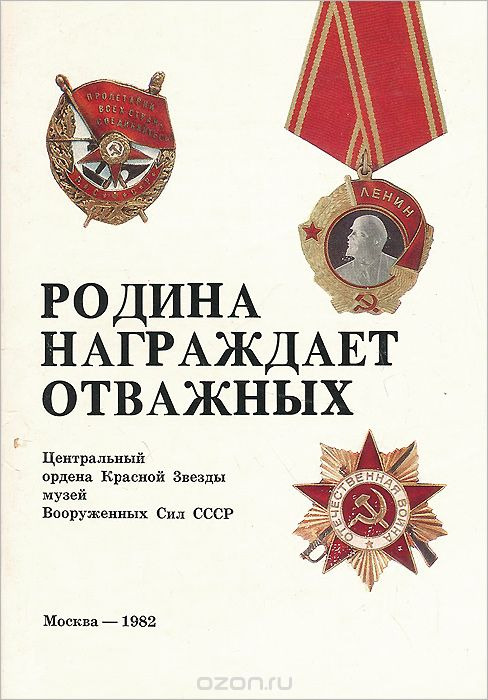 ПРОЛЕТАРИИ
ВСЕХ СТРАН
СОЕДИНЯЙТЕСЬ
ЛЕНИН
РОДИНА
НАГРАЖДАЕТ
ОТВАЖНЫХ
Центральный
ордена Красной Звезды
музей
Вооруженных Сил СССР
ОТЕЧЕСТВЕННАЯ ВОЙНА
Москва — 1982
ozon.ru